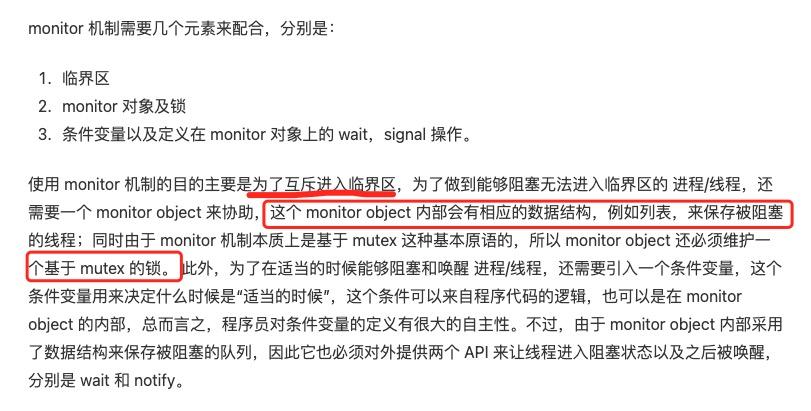 monitor 机制需要几个元素来配合，分别是：
1. 临界区
2. monitor 对象及锁
3. 条件变量以及定义在 monitor 对象上的 wait，signal 操作。
使用 monitor 机制的目的主要是为了互斥进入临界区，为了做到能够阻塞无法进入临界区的 进程/线程，还
需要一个 monitor object 来协助，这个 monitor object 内部会有相应的数据结构，例如列表，来保存被阻塞
的线程；同时由于 monitor 机制本质上是基于 mutex 这种基本原语的，所以 monitor object 还必须维护一
个基于 mutex 的锁。此外，为了在适当的时候能够阻塞和唤醒 进程/线程，还需要引入一个条件变量，这个
条件变量用来决定什么时候是“适当的时候”，这个条件可以来自程序代码的逻辑，也可以是在 monitor
object 的内部，总而言之，程序员对条件变量的定义有很大的自主性。不过，由于 monitor object 内部采用
了数据结构来保存被阻塞的队列，因此它也必须对外提供两个 API 来让线程进入阻塞状态以及之后被唤醒，
分别是 wait 和 notify。